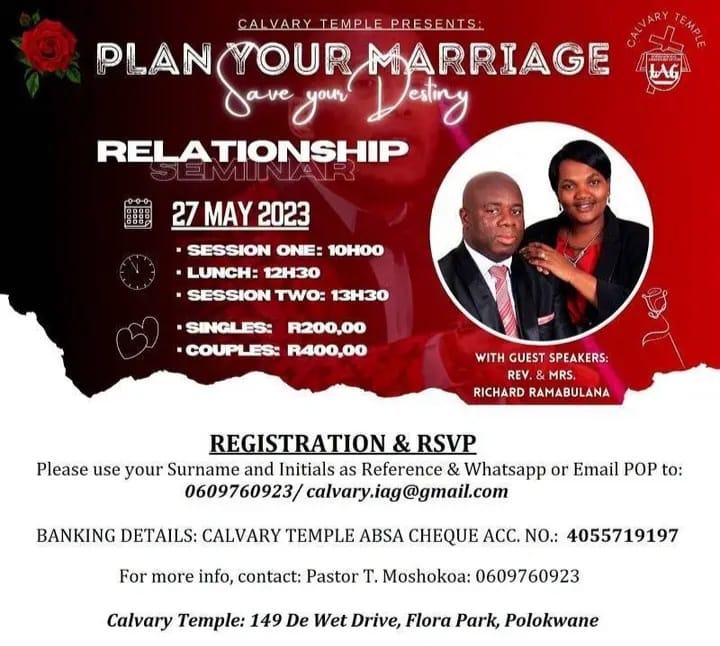 CALVARY TEMPLE PRESENTS:
PLAN YOUR MARRIAGE
Save your Destiny
CALVARY TEMPLE
IAG
RELATIONSHIP
SEMINAR
27 MAY 2023
· SESSION ONE: 10H00
· LUNCH: 12H30
· SESSION TWO: 13H30
· SINGLES: R200,00
· COUPLES: R400,00
WITH GUEST SPEAKERS:
REV. & MRS.
RICHARD RAMABULANA
REGISTRATION & RSVP
Please use your Surname and Initials as Reference & Whatsapp or Email POP to:
0609760923/ calvary.iag@gmail.com
BANKING DETAILS: CALVARY TEMPLE ABSA CHEQUE ACC. NO.: 4055719197
For more info, contact: Pastor T. Moshokoa: 0609760923
Calvary Temple: 149 De Wet Drive, Flora Park, Polokwane